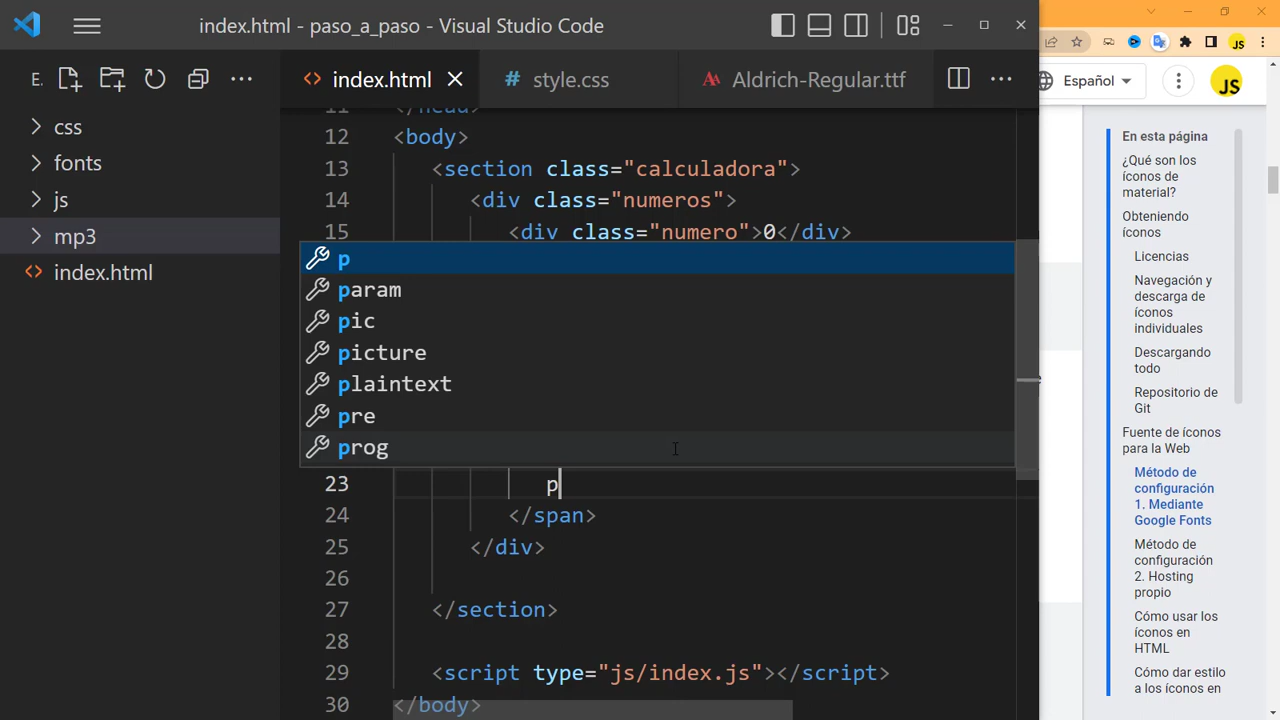 index.html - paso_a_paso - Visual Studio Code
E.
index.html
style.css
Aldrich-Regular.ttf
css
fonts
js
mp3
index.html
11 </head>
12 <body>
13 <section class="calculadora">
14 <div class="numeros">
15 <div class="numero">0</div>
p
param
pic
picture
plaintext
pre
prog
23 p
24 </span>
25 </div>
26
27 </section>
28
29 <script type="js/index.js"></script>
30 </body>
JS
Español
JS
En esta página
¿Qué son los
íconos de
material?
Obteniendo
íconos
Licencias
Navegación y
descarga de
íconos
individuales
Descargando
todo
Repositorio de
Git
Fuente de íconos
para la Web
Método de
configuración
1. Mediante
Google Fonts
Método de
configuración
2. Hosting
propio
Cómo usar los
íconos en
HTML
Cómo dar estilo
a los íconos en